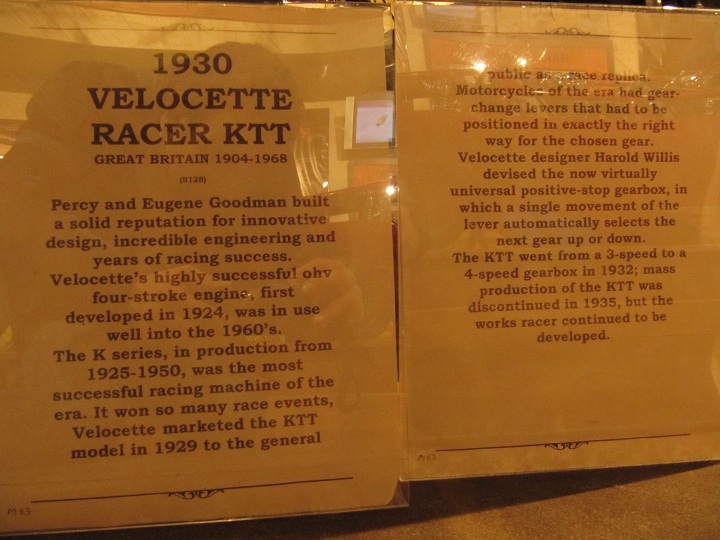 1930
VELOCETTE
RACER KTT
GREAT BRITAIN 1904-1968
(8128)
Percy and Eugene Goodman built
a solid reputation for innovative
design, incredible engineering and
years of racing success.
Velocette's highly successful ohv
four-stroke engine, first
developed in 1924, was in use
well into the 1960's.
The K series, in production from
1925-1950, was the most
successful racing machine of the
era. It won so many race events,
Velocette marketed the KTT
model in 1929 to the general
M 53
public as race replica.
Motorcycles of the era had gear-
change levers that had to be
positioned in exactly the right
way for the chosen gear.
Velocette designer Harold Willis
devised the now virtually
universal positive-stop gearbox, in
which a single movement of the
lever automatically selects the
next gear up or down.
The KTT went from a 3-speed to a
4-speed gearbox in 1932; mass
production of the KTT was
discontinued in 1935, but the
works racer continued to be
developed.
M53